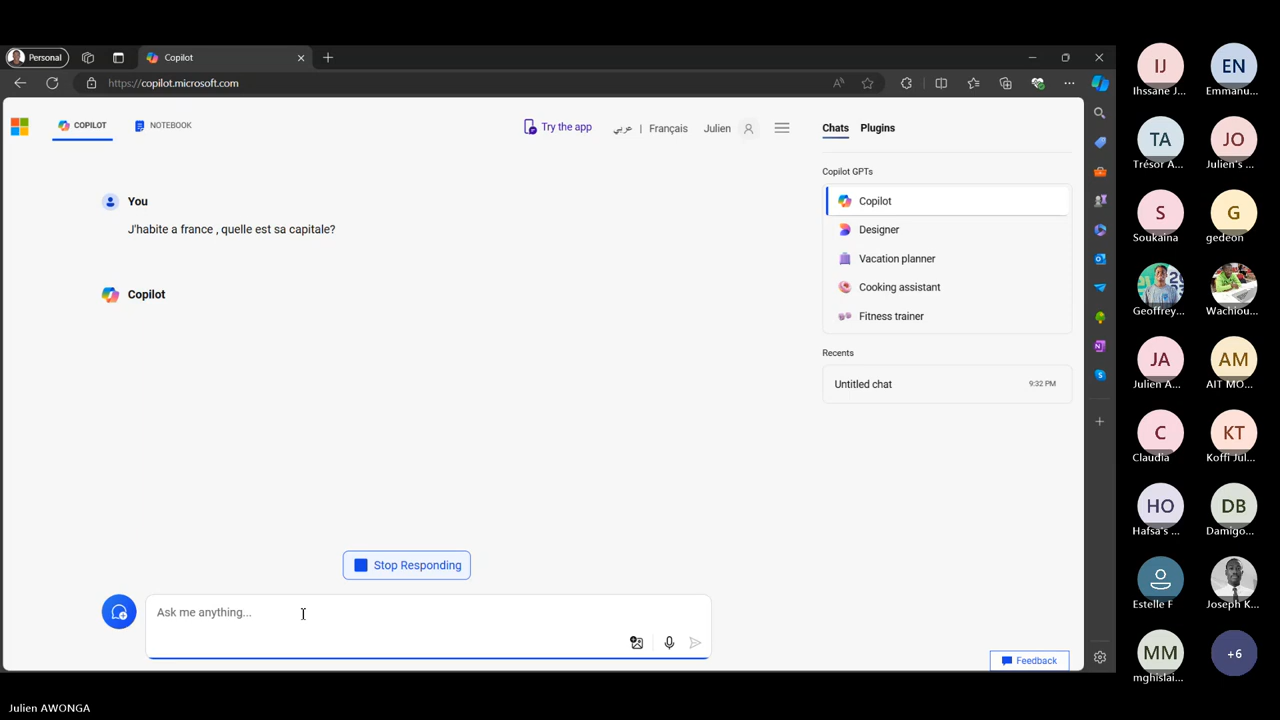 Personal
Copilot
https://copilot.microsoft.com
COPILOT
NOTEBOOK
Try the app
عربي | Français
Julien
Chats
Plugins
You
J'habite a france , quelle est sa capitale?
Copilot
Stop Responding
Ask me anything...
Copilot GPTs
Copilot
Designer
Vacation planner
Cooking assistant
Fitness trainer
Recents
Untitled chat
9:32 PM
Feedback
IJ
Ihssane J...
EN
Emmanu...
TA
Trésor A...
JO
Julien's ...
S
Soukaina
G
gedeon
Geoffrey...
Wachiou...
JA
Julien A...
AM
AIT MO...
C
Claudia
KT
Koffi Jul...
HO
Hafsa's ...
DB
Damigo...
Estelle F
Joseph K...
MM
mghislai...
+6
Julien AWONGA